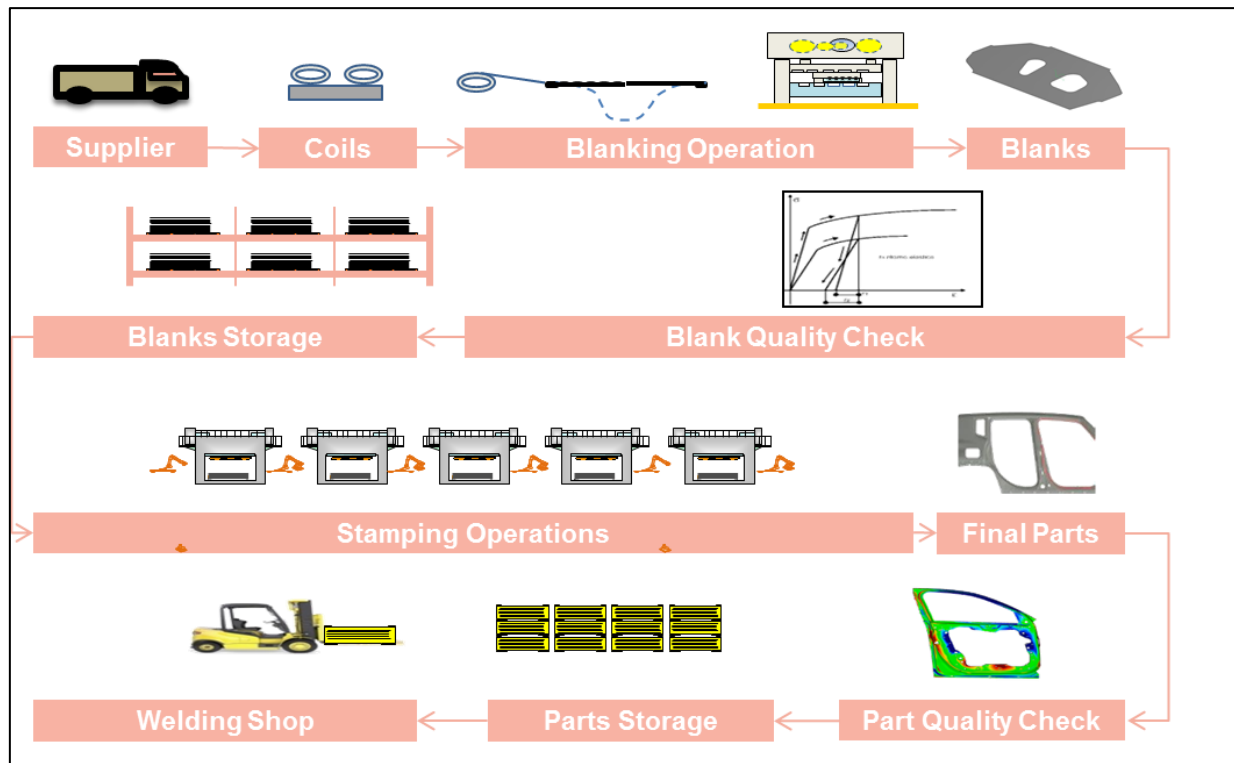 Supplier
Coils
Blanking Operation
Blanks
Blanks Storage
Blank Quality Check
Stamping Operations
Final Parts
Welding Shop
Parts Storage
Part Quality Check